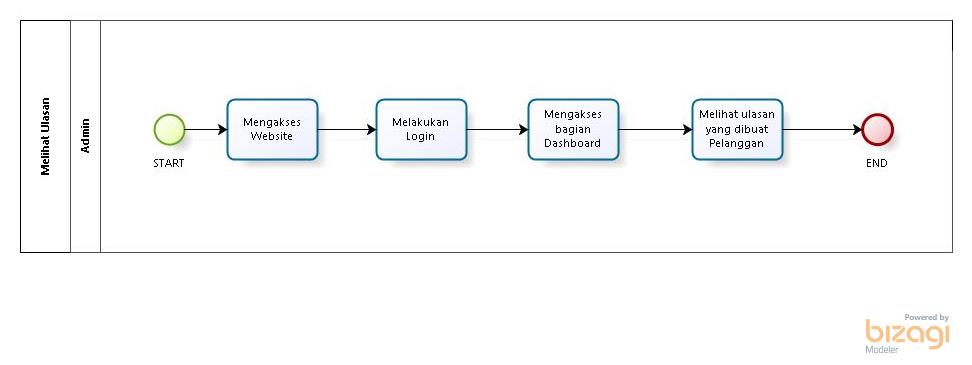 Melihat Ulasan
Admin
START
Mengakses
Website
Melakukan
Login
Mengakses
bagian
Dashboard
Melihat ulasan
yang dibuat
Pelanggan
END
Powered by
bizagi
Modeler